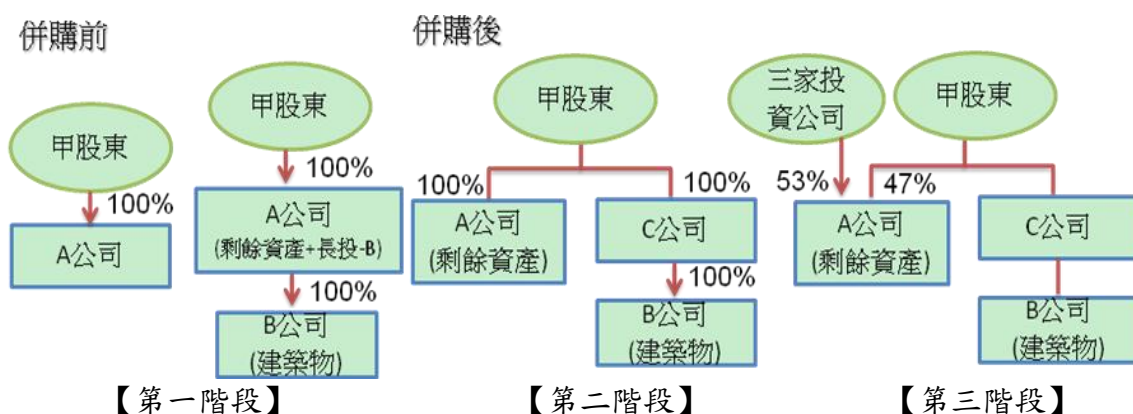 併購前
併購後
甲股東
100%
A公司
甲股東
100%
A公司
(剩餘資產+長投-B)
100%
B公司
(建築物)
甲股東
100%
100%
A公司
(剩餘資產)
C公司
100%
B公司
(建築物)
三家投
資公司
甲股東
53%
47%
A公司
(剩餘資產)
C公司
B公司
(建築物)
【第一階段】
【第二階段】
【第三階段】